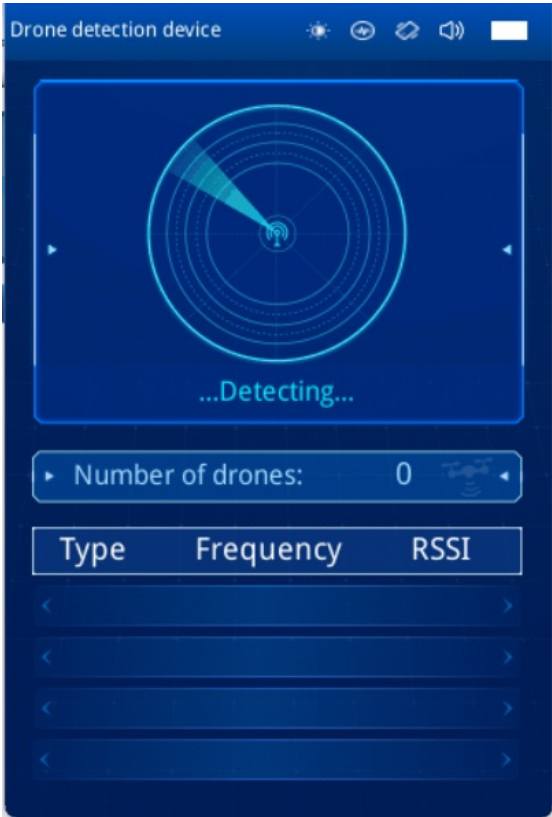 Drone detection device
...Detecting...
Number of drones: 0
Type Frequency RSSI